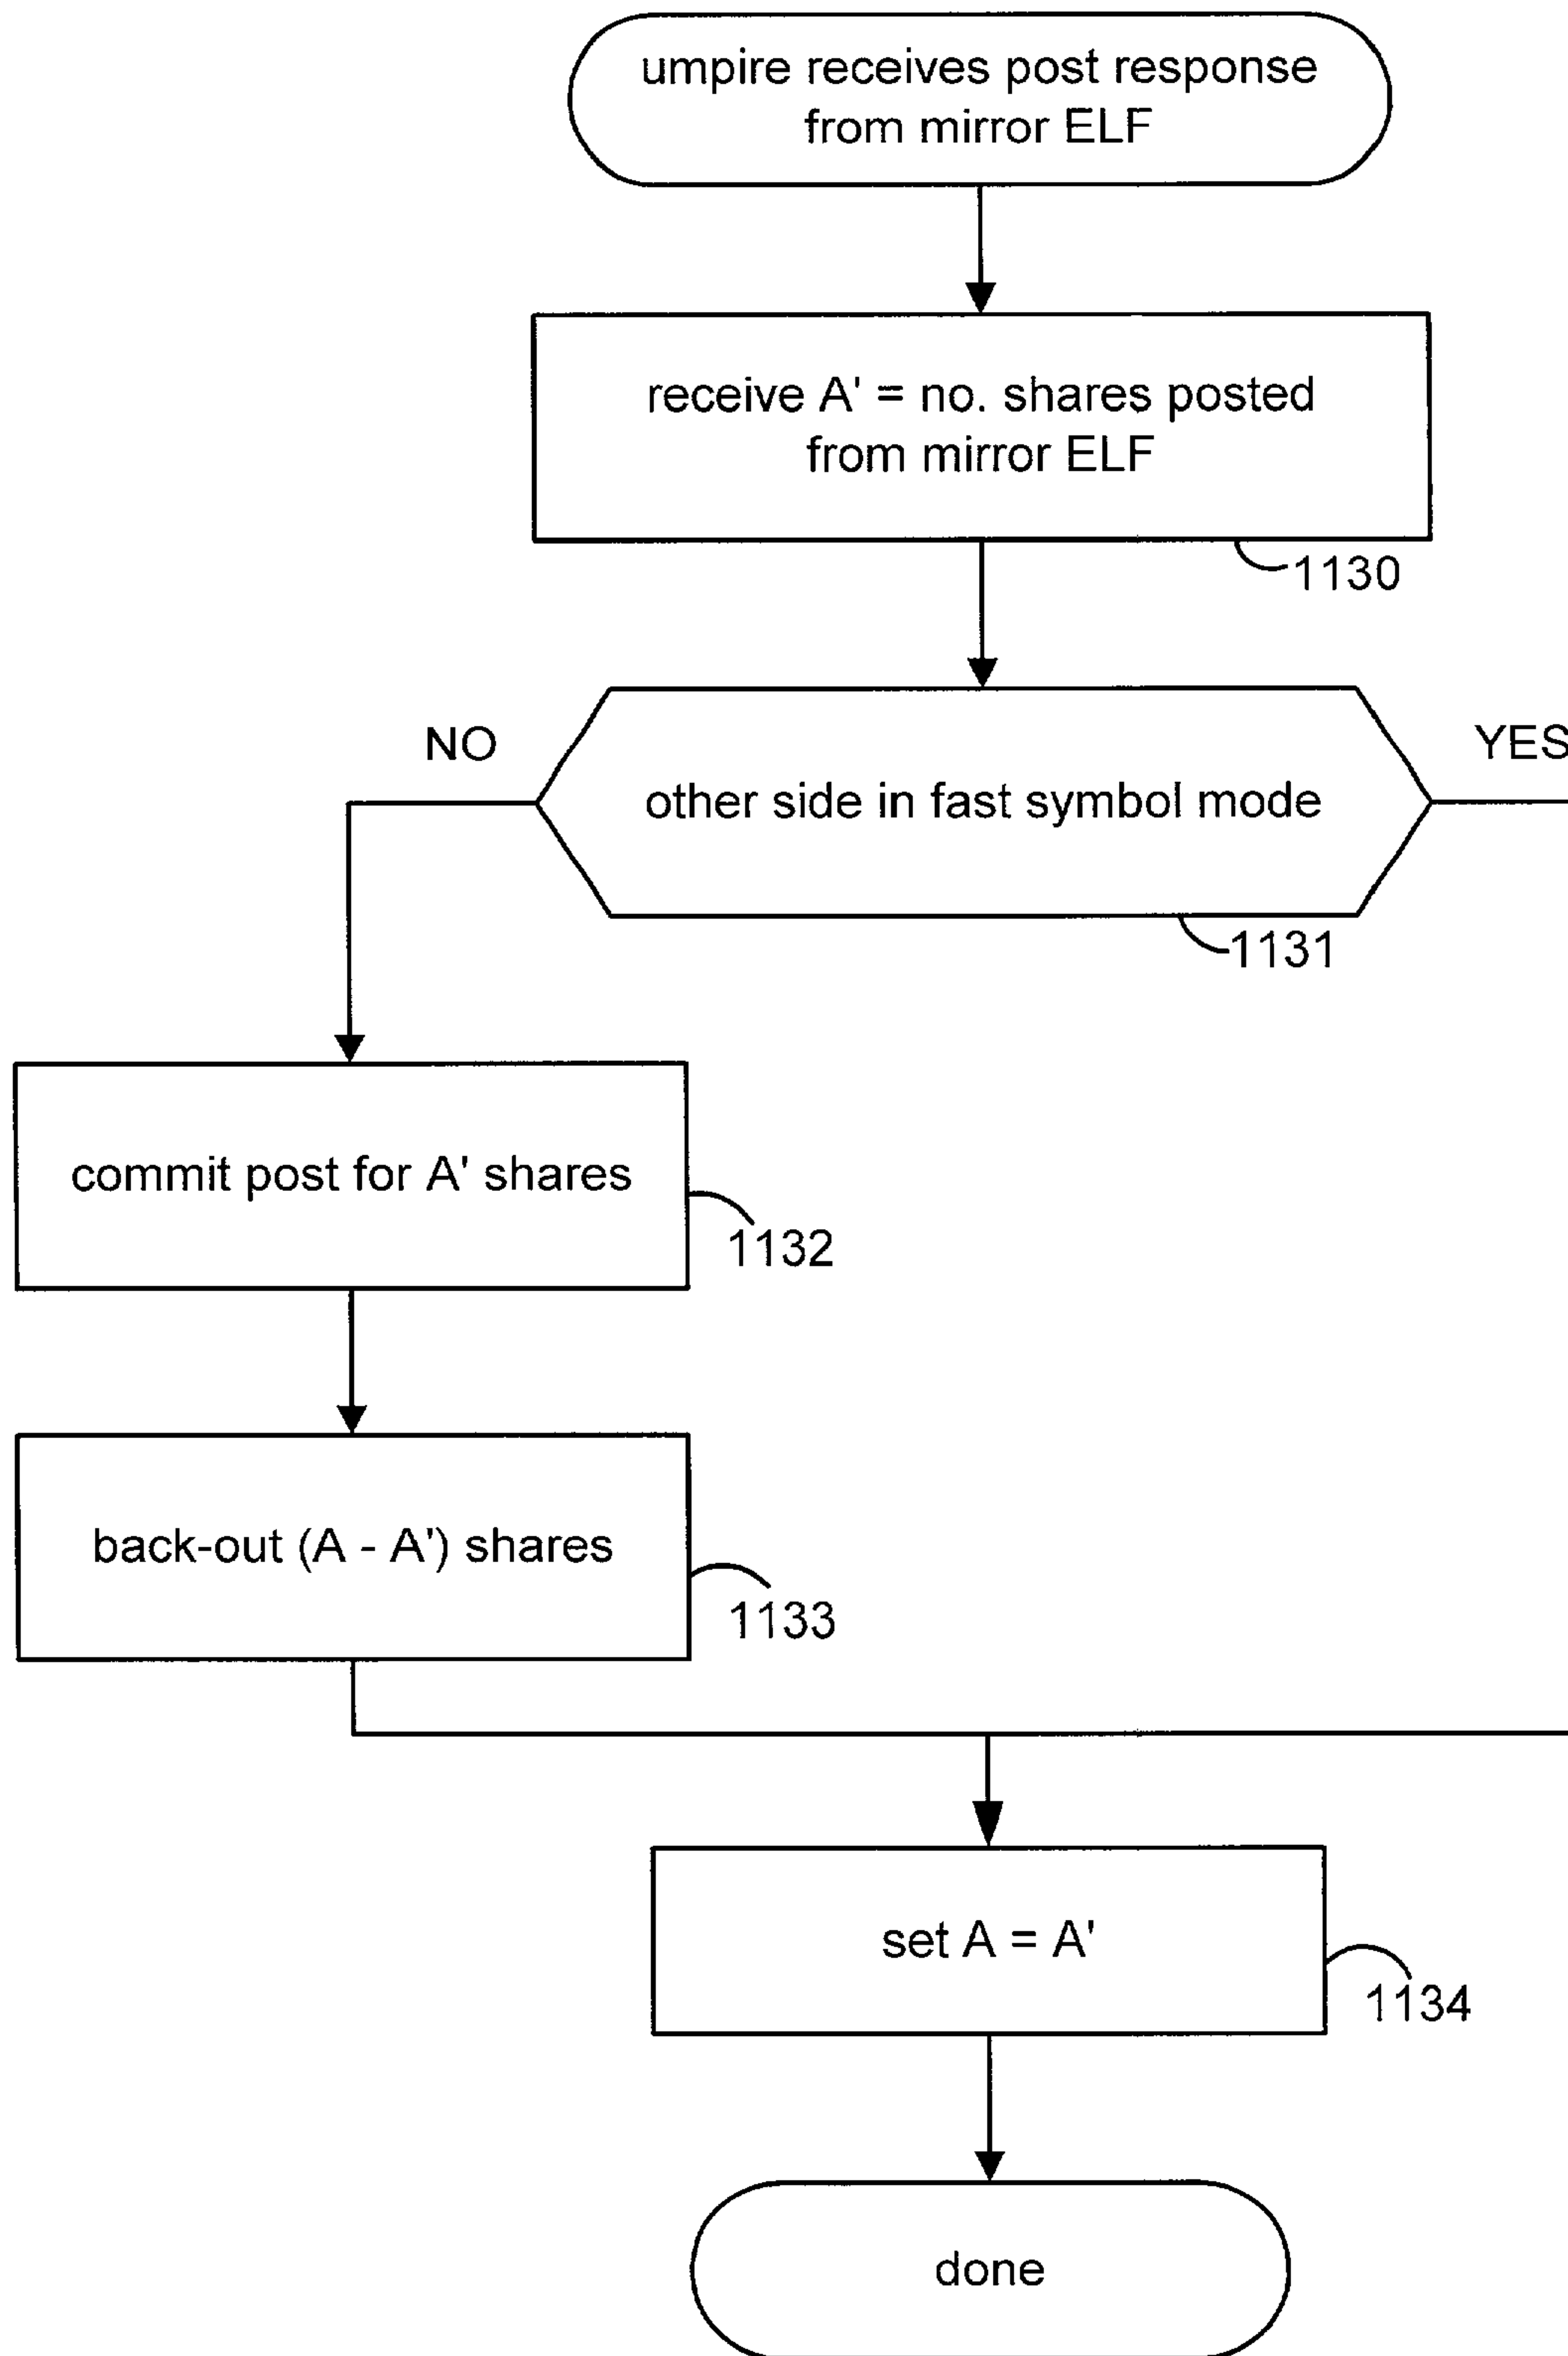 umpire receives post response
from mirror ELF
receive A' = no. shares posted
from mirror ELF
1130
NO
YES
other side in fast symbol mode
1131
commit post for A' shares
1132
back-out (A - A') shares
1133
set A = A'
1134
done